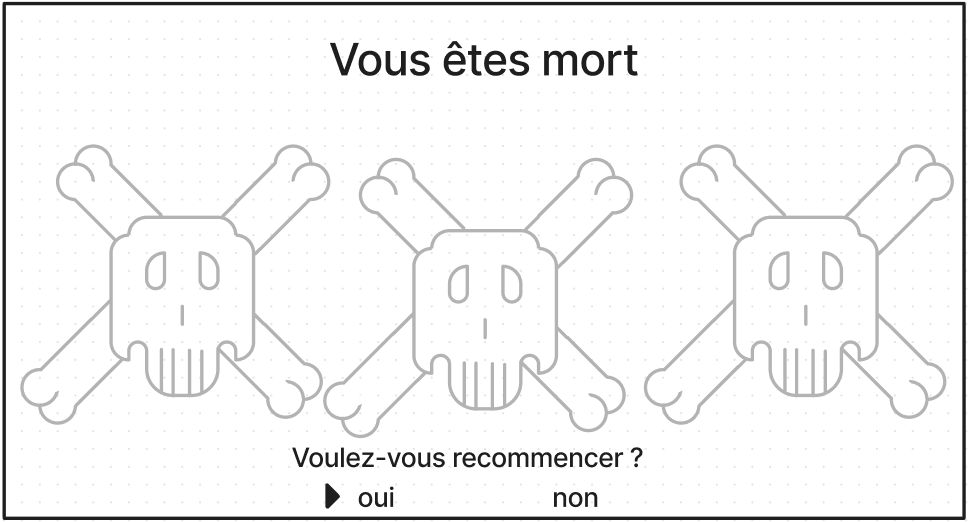 Vous êtes mort
Voulez-vous recommencer ?
oui non